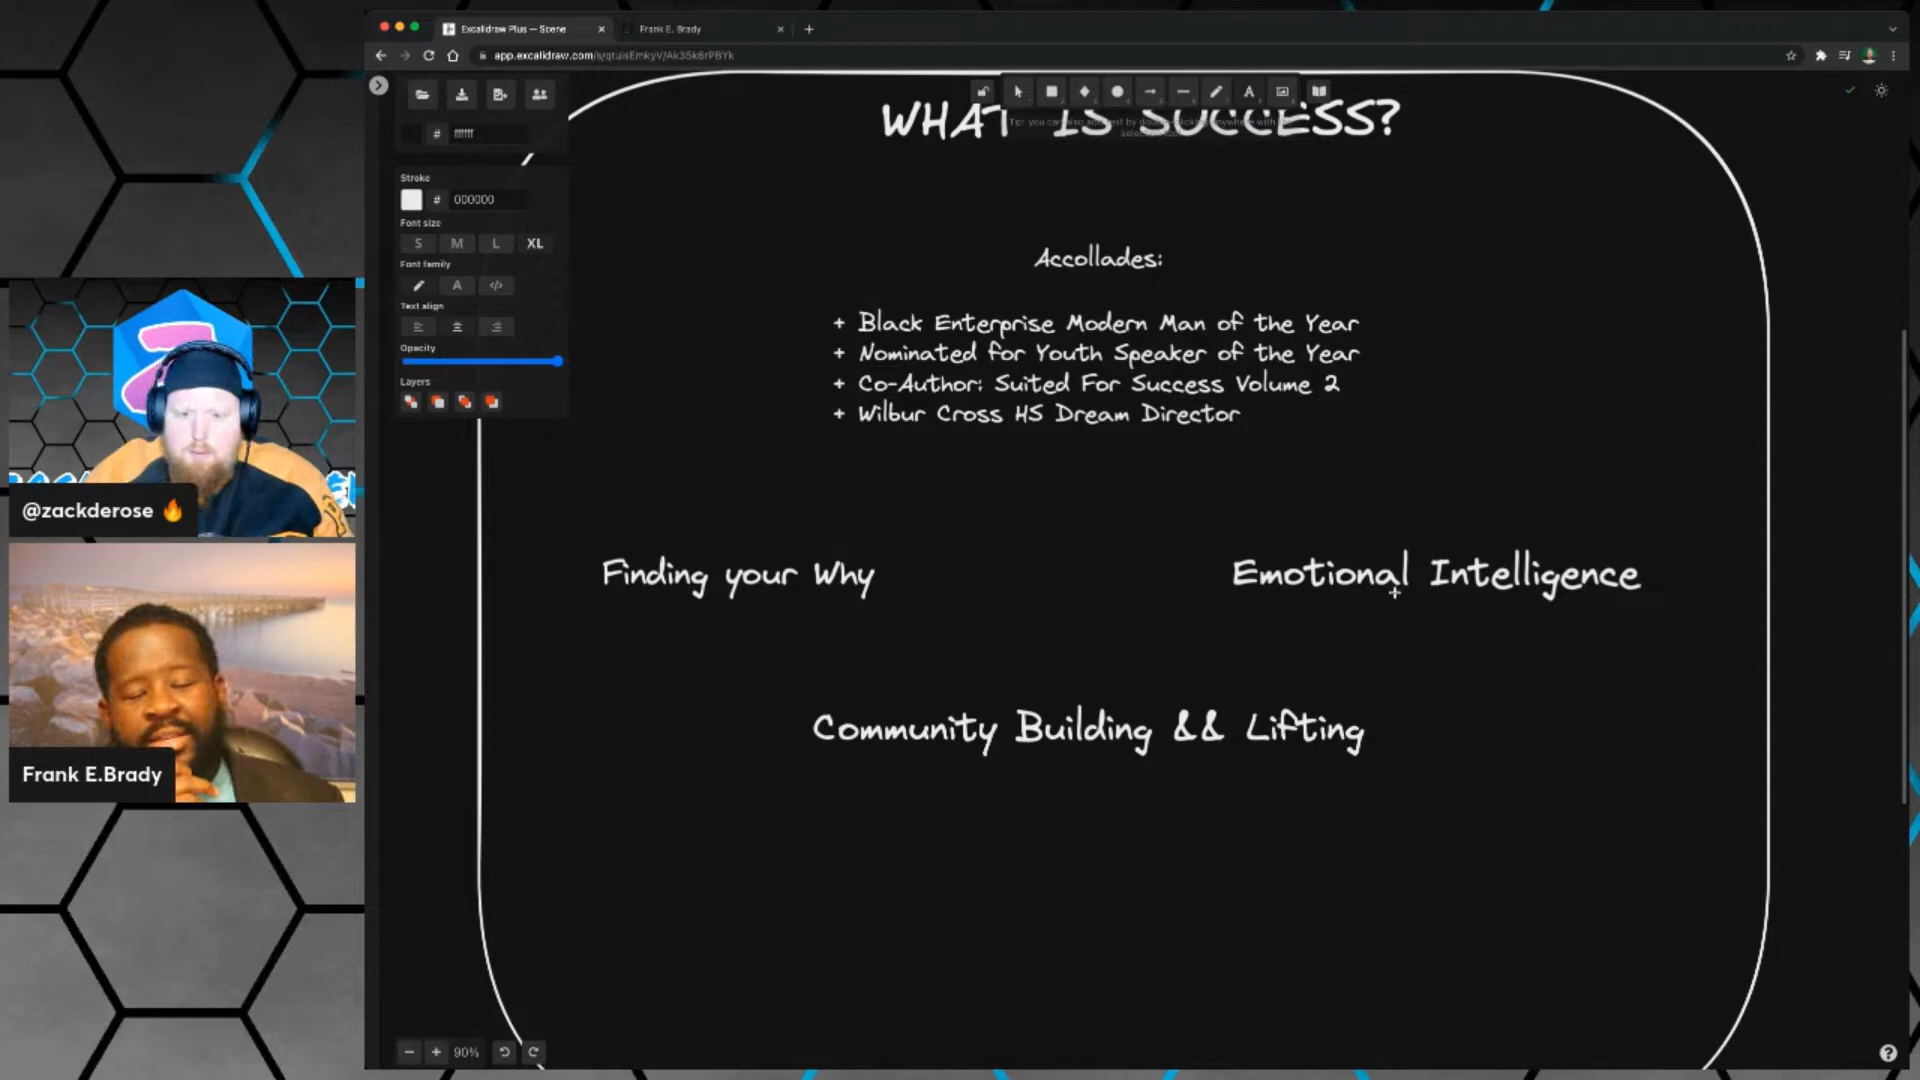 Excalidraw Plus — Scene
Frank E. Brady
app.excalidraw.com
WHAT IS SUCCESS?
# ffffff
Stroke
# 000000
Font size
S M L XL
Font family
A </>
Text align
Opacity
Layers
Accollades:
+ Black Enterprise Modern Man of the Year
+ Nominated for Youth Speaker of the Year
+ Co-Author: Suited For Success Volume 2
+ Wilbur Cross HS Dream Director
Finding your Why
Emotional Intelligence
Community Building && Lifting
@zackderose
Frank E.Brady
90%